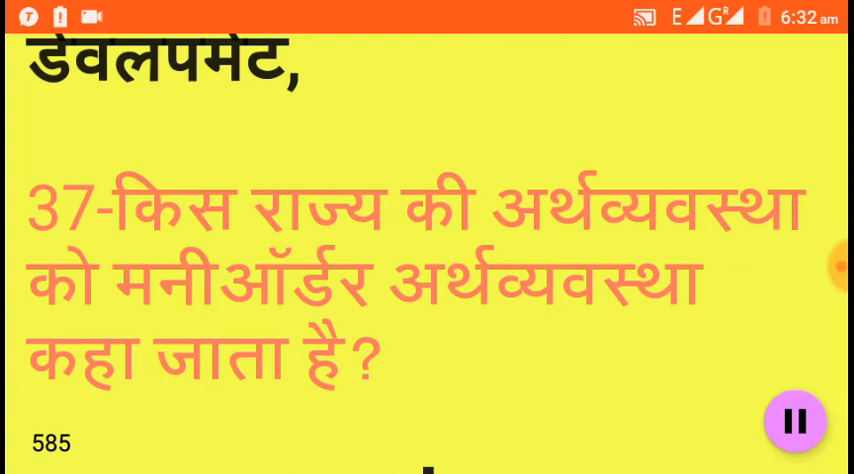 T E G R 6:32 am
डेवलपमेंट,
37-किस राज्य की अर्थव्यवस्था
को मनीऑर्डर अर्थव्यवस्था
कहा जाता है?
585